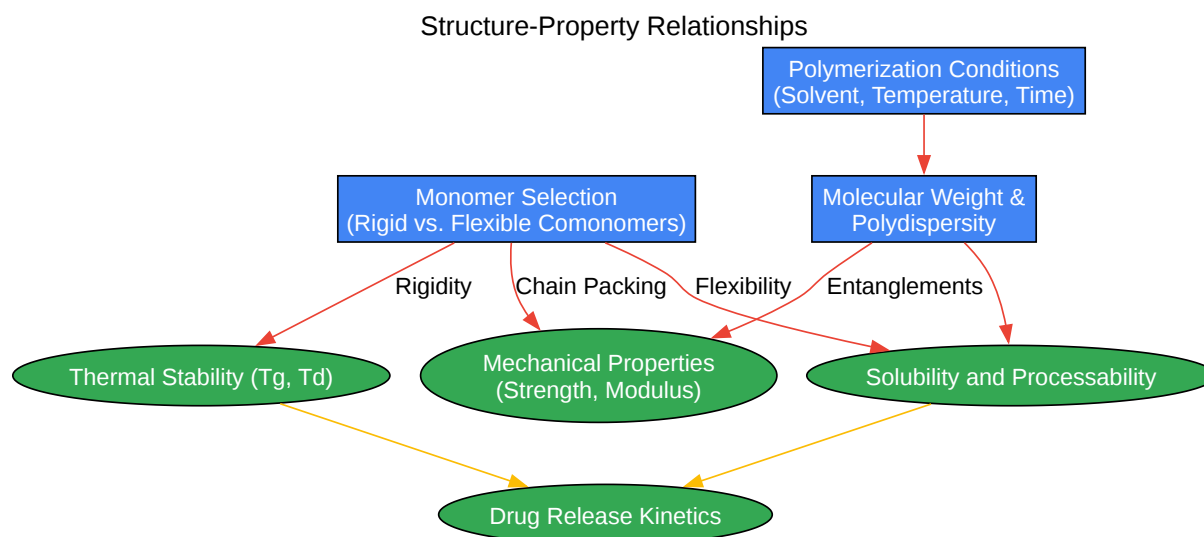 Structure-Property Relationships
Polymerization Conditions
(Solvent, Temperature, Time)
Monomer Selection
(Rigid vs. Flexible Comonomers)
Molecular Weight &
Polydispersity
Rigidity
Chain Packing
Flexibility
Entanglements
Thermal Stability (Tg, Td)
Mechanical Properties
(Strength, Modulus)
Solubility and Processability
Drug Release Kinetics